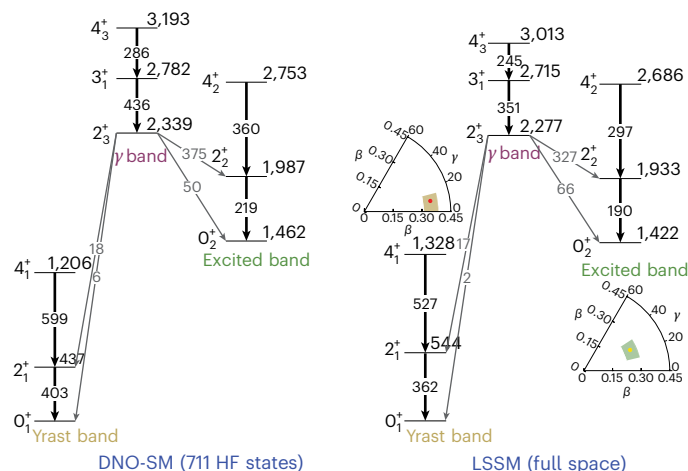 4₃⁺ 3,193
286
3₁⁺ 2,782
436
2₃⁺ 2,339
γ band
4₂⁺ 2,753
360
375 2₂⁺ 1,987
50
219
0₂⁺ 1,462
Excited band
18
6
4₁⁺ 1,206
599
2₁⁺ 437
403
0₁⁺
Yrast band
DNO-SM (711 HF states)
4₃⁺ 3,013
245
3₁⁺ 2,715
351
2₃⁺ 2,277
γ band
4₂⁺ 2,686
297
327 2₂⁺ 1,933
66
190
0₂⁺ 1,422
Excited band
0.45 60
β 0.30 40 γ
0.15 20
0 0
0 0.15 0.30 0.45
β
17
2
4₁⁺ 1,328
527
2₁⁺ 544
362
0₁⁺
Yrast band
0.45 60
β 0.30 40 γ
0.15 20
0
0 0.15 0.30 0.45
β
LSSM (full space)